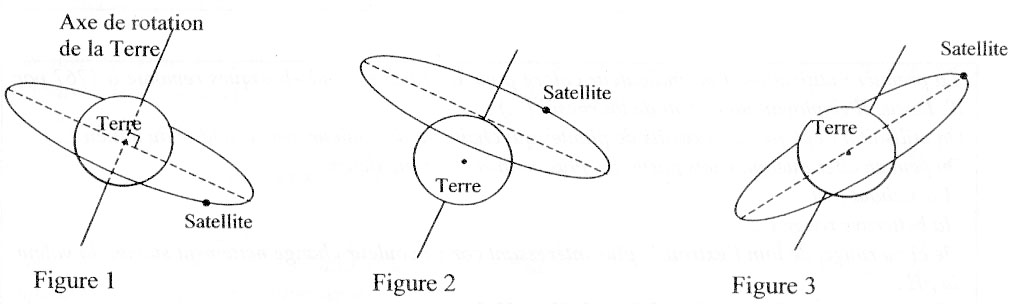 Axe de rotation
de la Terre
Terre
Satellite
Figure 1
Satellite
Terre
Figure 2
Satellite
Terre
Figure 3